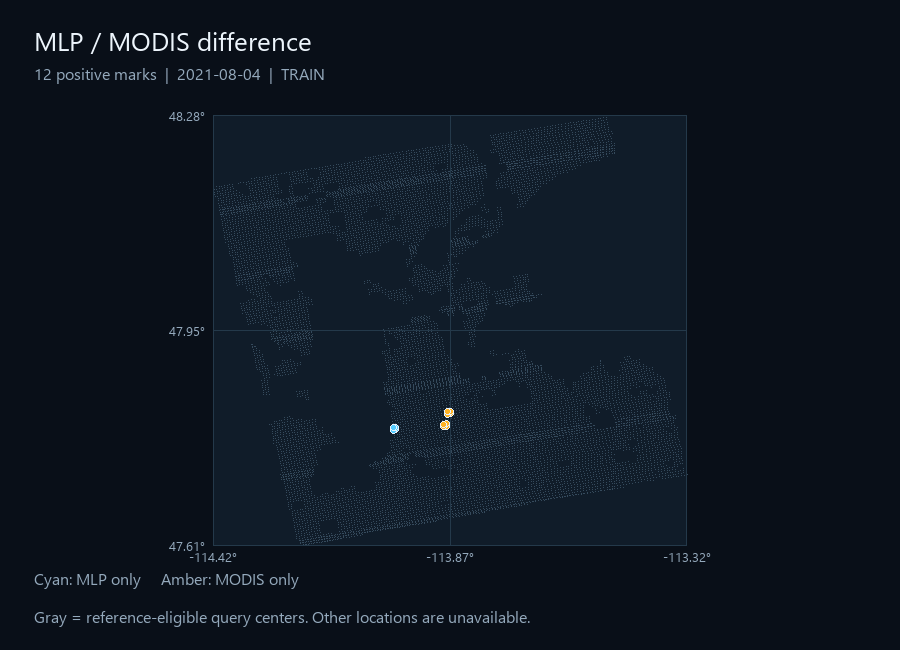 MLP / MODIS difference
12 positive marks | 2021-08-04 | TRAIN
48.28°
47.95°
47.61°
-114.42° -113.87° -113.32°
Cyan: MLP only Amber: MODIS only
Gray = reference-eligible query centers. Other locations are unavailable.